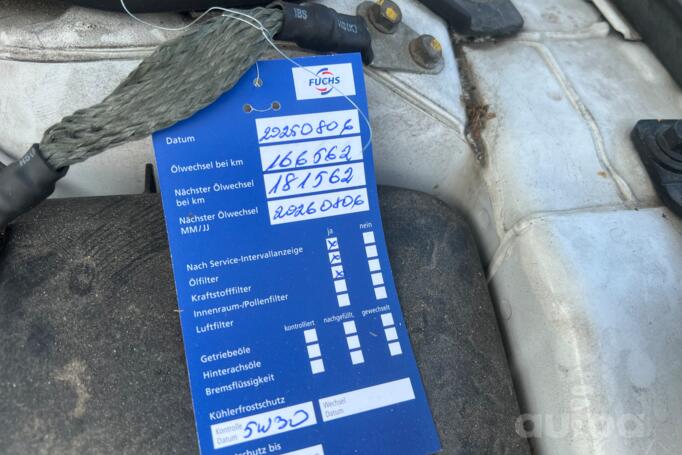 FUCHS
Datum 20250806
Ölwechsel bei km 166562
Nächster Ölwechsel bei km 181562
Nächster Ölwechsel MM/JJ 20260806
ja nein
Nach Service-Intervallanzeige
Ölfilter
Kraftstofffilter
Innenraum-/Pollenfilter
Luftfilter
kontrolliert nachgefüllt gewechselt
Getriebeöle
Hinterachsöle
Bremsflüssigkeit
Kühlerfrostschutz
Kontrolle Datum 5W30
Wechsel Datum
bis